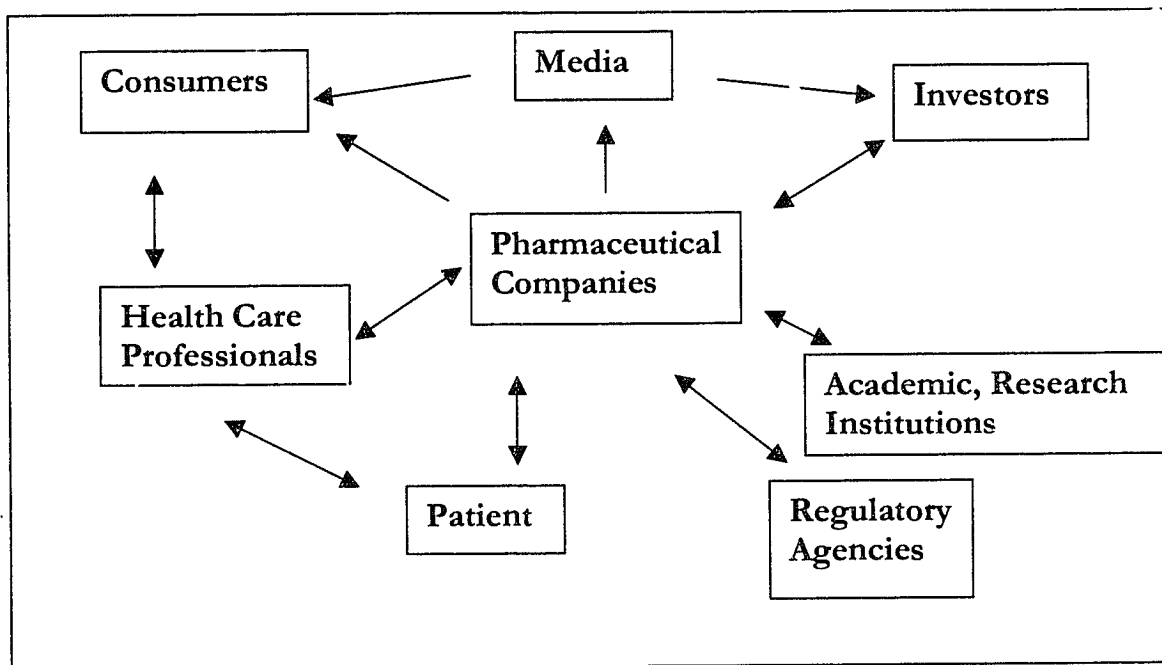 Consumers
Media
Investors
Pharmaceutical
Companies
Health Care
Professionals
Academic, Research
Institutions
Patient
Regulatory
Agencies